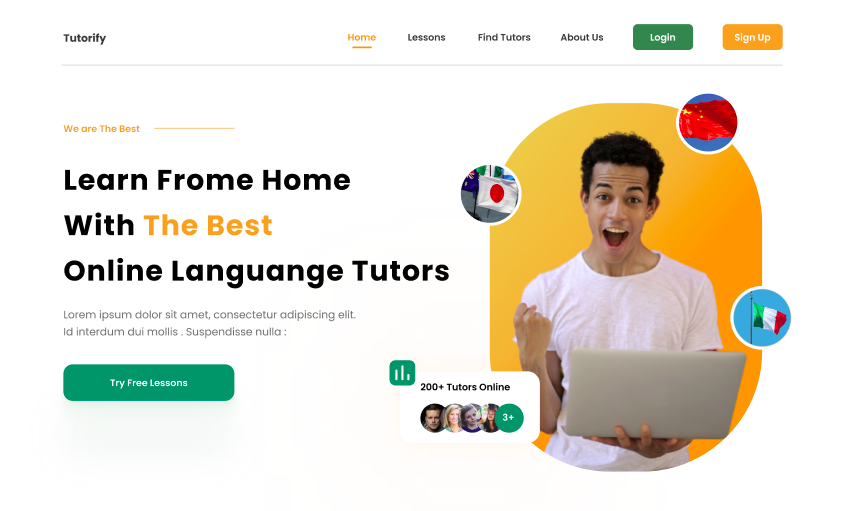 Tutorify
Home
Lessons
Find Tutors
About Us
Login
Sign Up
We are The Best
Learn Frome Home
With The Best
Online Languange Tutors
Lorem ipsum dolor sit amet, consectetur adipiscing elit.
Id interdum dui mollis . Suspendisse nulla :
Try Free Lessons
200+ Tutors Online
3+